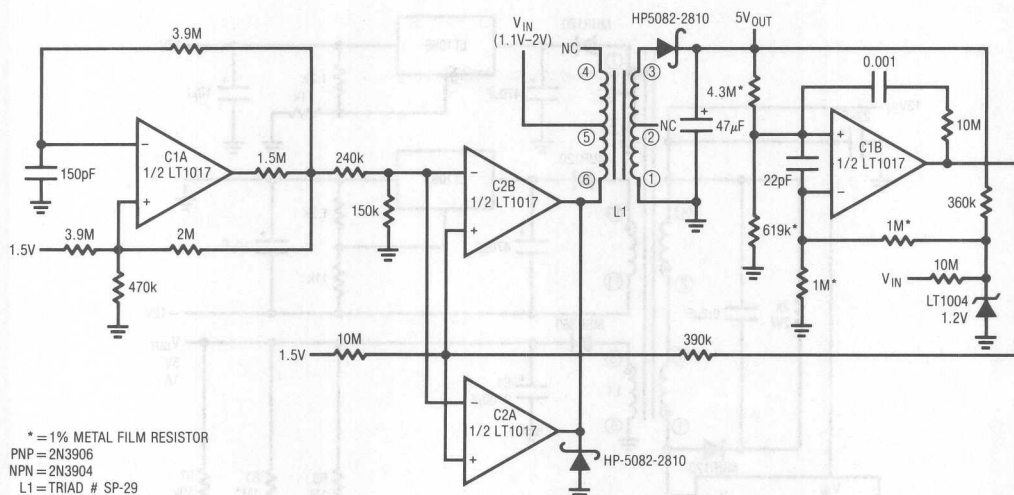 3.9M
150pF
−
+
C1A
1/2 LT1017
1.5M
240k
150k
1.5V
3.9M
2M
470k
−
+
C2B
1/2 LT1017
VIN
(1.1V–2V)
NC
④
⑤
⑥
③
②
①
NC
L1
HP5082-2810
+
47µF
5VOUT
4.3M*
619k*
0.001
10M
22pF
+
−
C1B
1/2 LT1017
360k
1M*
1M*
VIN
10M
LT1004
1.2V
1.5V
10M
390k
−
+
C2A
1/2 LT1017
HP-5082-2810
* = 1% METAL FILM RESISTOR
PNP = 2N3906
NPN = 2N3904
L1 = TRIAD # SP-29